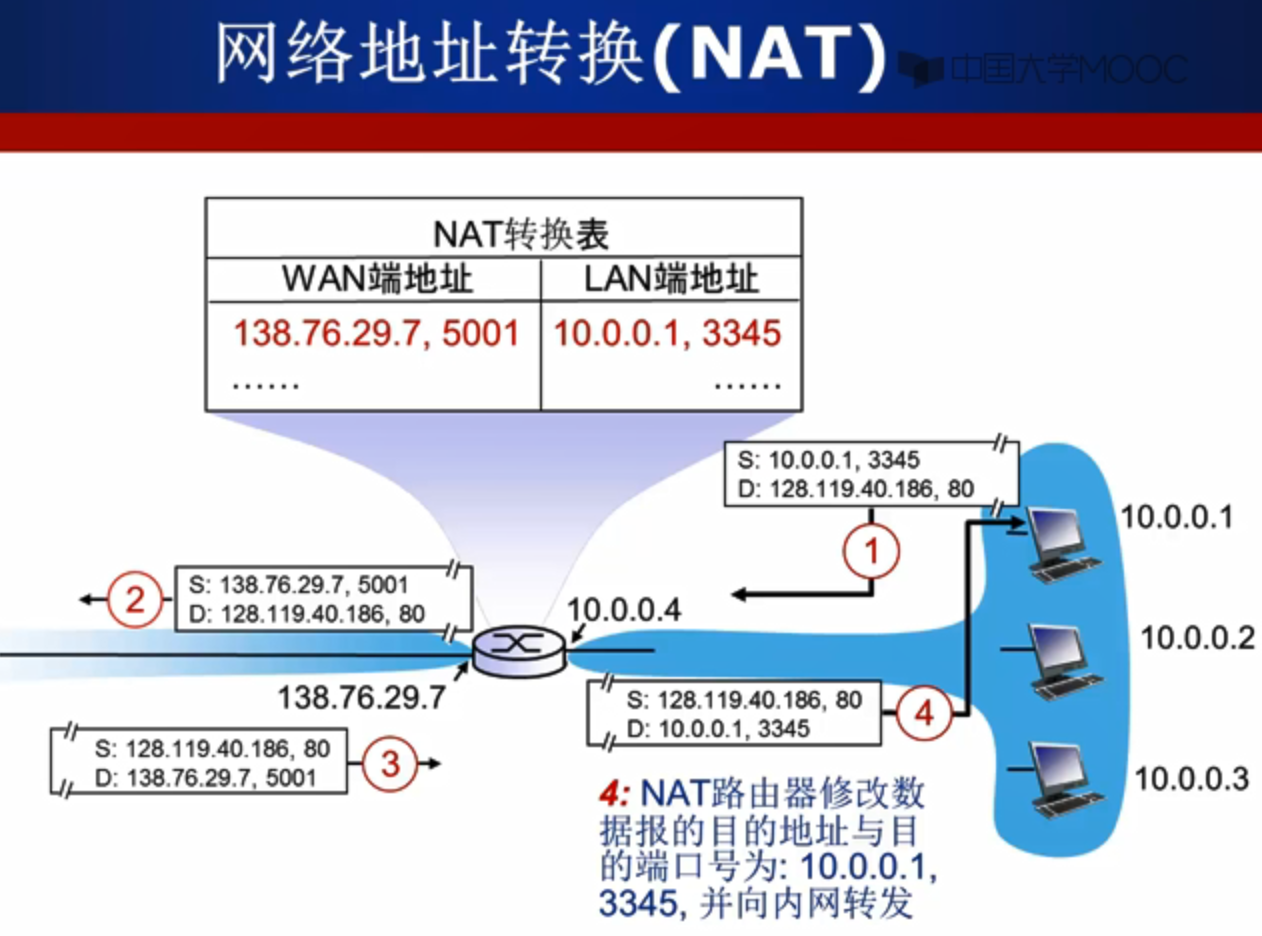 网络地址转换(NAT)
中国大学MOOC
NAT转换表
WAN端地址 LAN端地址
138.76.29.7, 5001 10.0.0.1, 3345
...... ......
S: 10.0.0.1, 3345
D: 128.119.40.186, 80
1
10.0.0.1
2
S: 138.76.29.7, 5001
D: 128.119.40.186, 80
10.0.0.4
10.0.0.2
138.76.29.7
S: 128.119.40.186, 80
D: 10.0.0.1, 3345
4
S: 128.119.40.186, 80
D: 138.76.29.7, 5001
3
10.0.0.3
4: NAT路由器修改数
据报的目的地址与目
的端口号为: 10.0.0.1,
3345, 并向内网转发